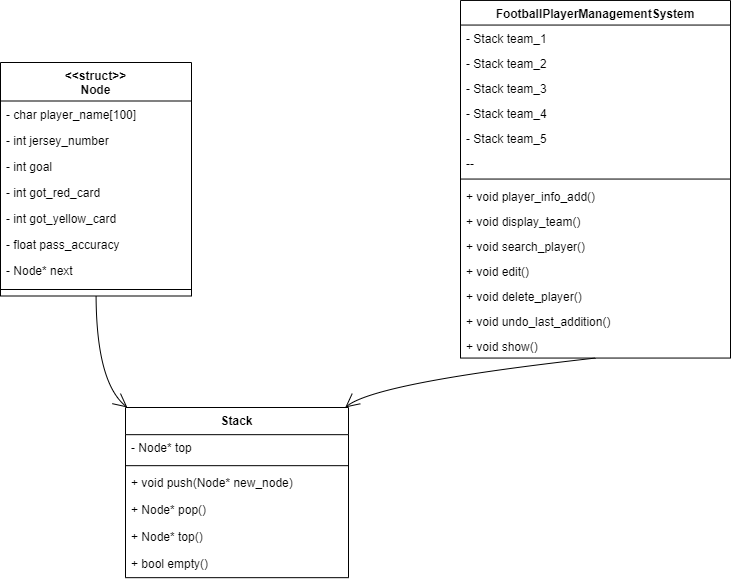 FootballPlayerManagementSystem
- Stack team_1
- Stack team_2
- Stack team_3
- Stack team_4
- Stack team_5
--
+ void player_info_add()
+ void display_team()
+ void search_player()
+ void edit()
+ void delete_player()
+ void undo_last_addition()
+ void show()
<<struct>>
Node
- char player_name[100]
- int jersey_number
- int goal
- int got_red_card
- int got_yellow_card
- float pass_accuracy
- Node* next
Stack
- Node* top
+ void push(Node* new_node)
+ Node* pop()
+ Node* top()
+ bool empty()